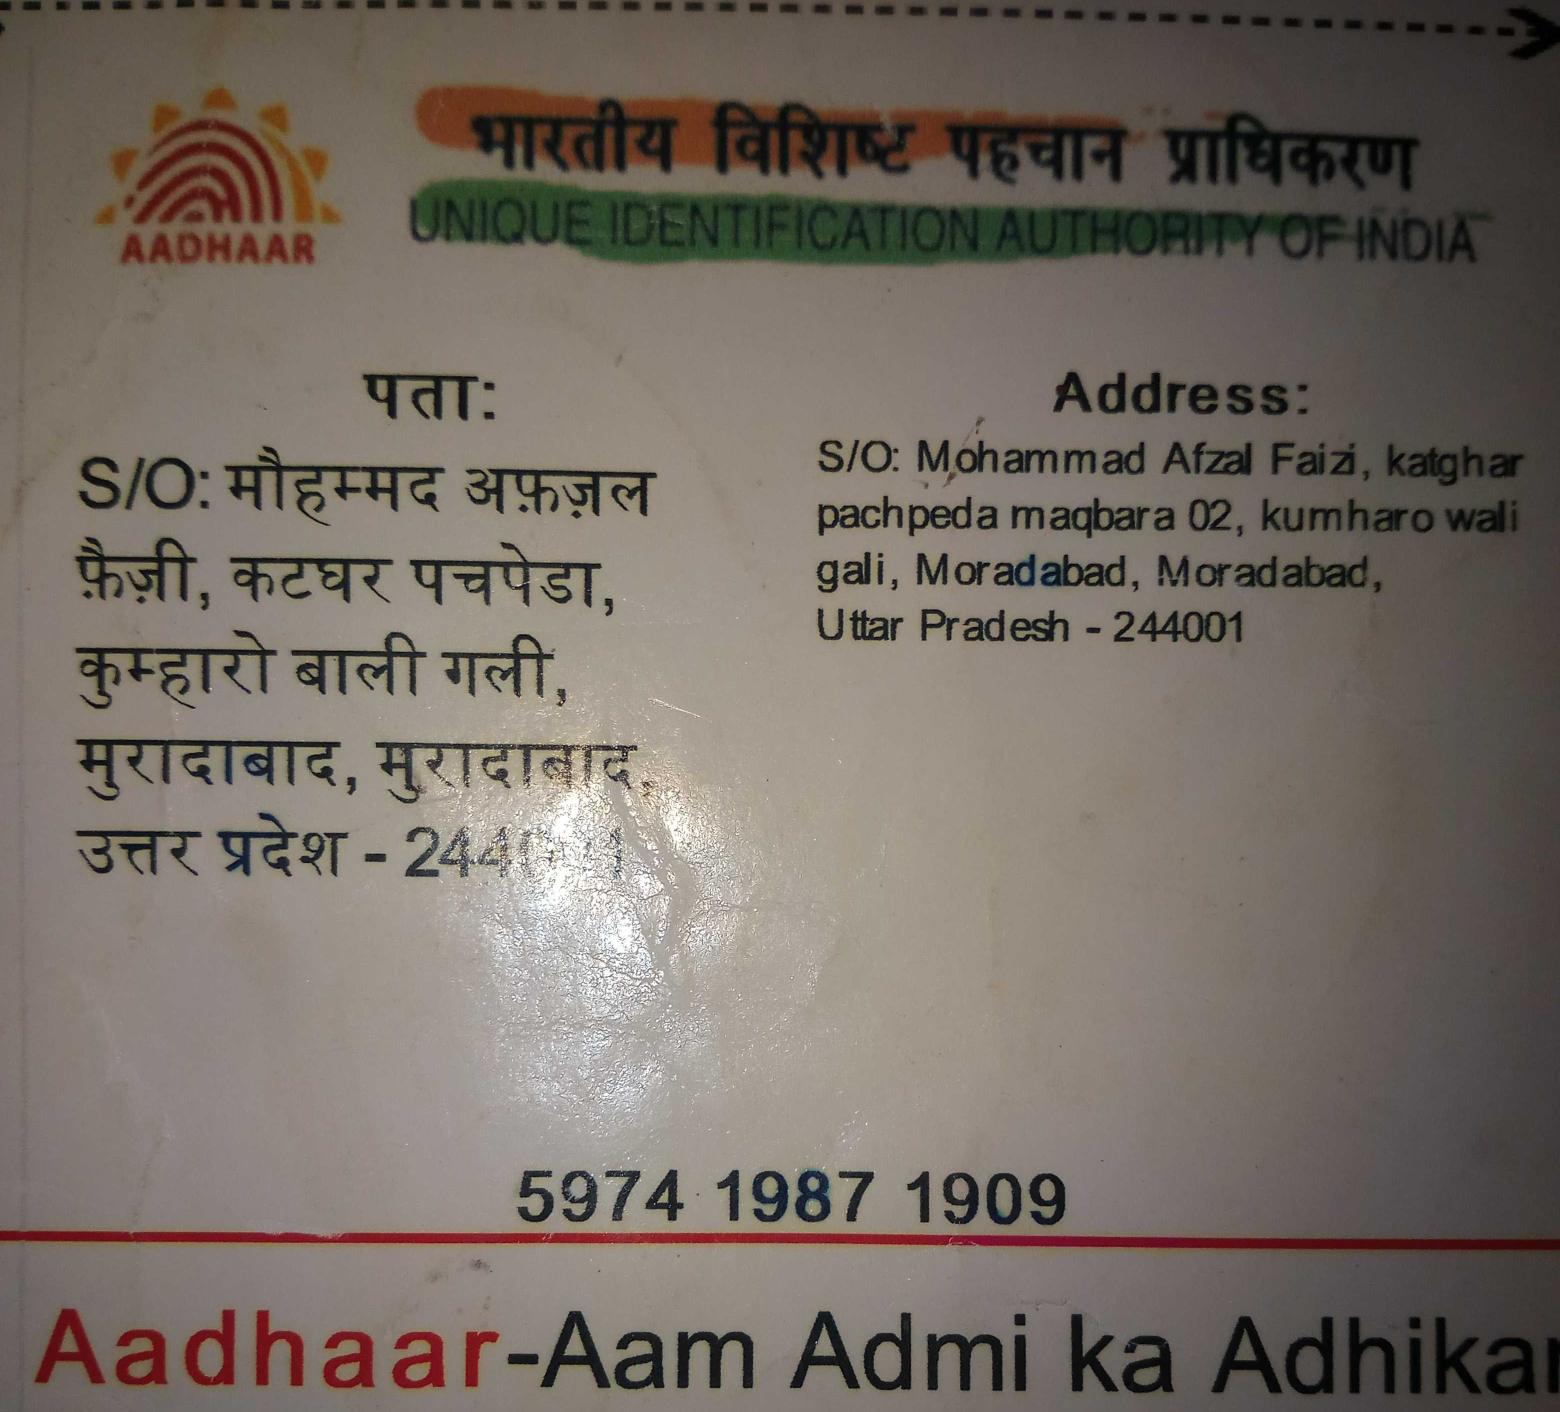 भारतीय विशिष्ट पहचान प्राधिकरण
AADHAAR
UNIQUE IDENTIFICATION AUTHORITY OF INDIA
पता:
S/O: मौहम्मद अफ़ज़ल
फ़ैज़ी, कटघर पचपेडा,
कुम्हारो बाली गली,
मुरादाबाद, मुरादाबाद,
उत्तर प्रदेश -
Address:
S/O: Mohammad Afzal Faizi, katghar
pachpeda maqbara 02, kumharo wali
gali, Moradabad, Moradabad,
Uttar Pradesh - 244001
5974 1987 1909
Aadhaar-Aam Admi ka